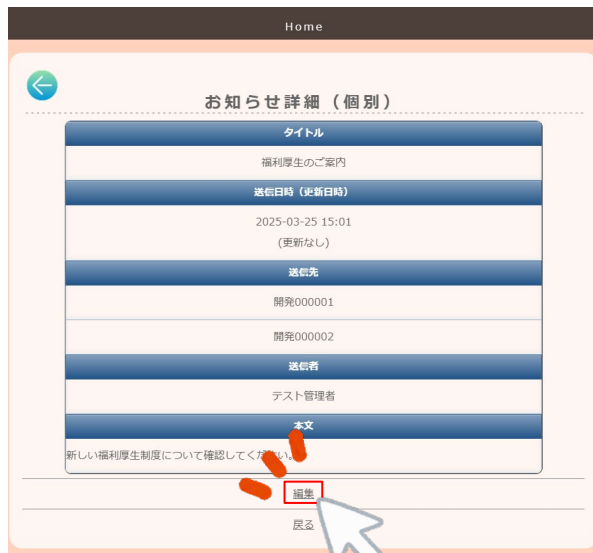 Home
お知らせ詳細（個別）
タイトル
福利厚生のご案内
送信日時（更新日時）
2025-03-25 15:01
(更新なし)
送信先
開発000001
開発000002
送信者
テスト管理者
本文
新しい福利厚生制度について確認してください。
編集
戻る